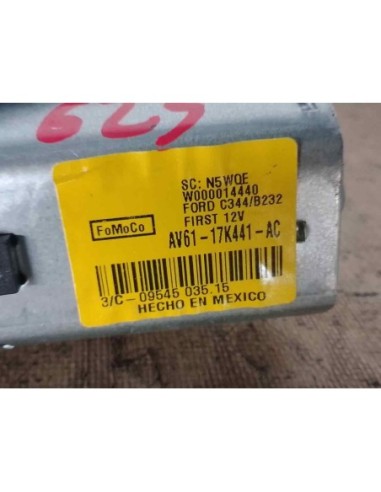 629
SC: N5WQE
W000014440
FORD C344/B232
FIRST 12V
FoMoCo
AV61-17K441-AC
3/C-09545 035.15
HECHO EN MEXICO